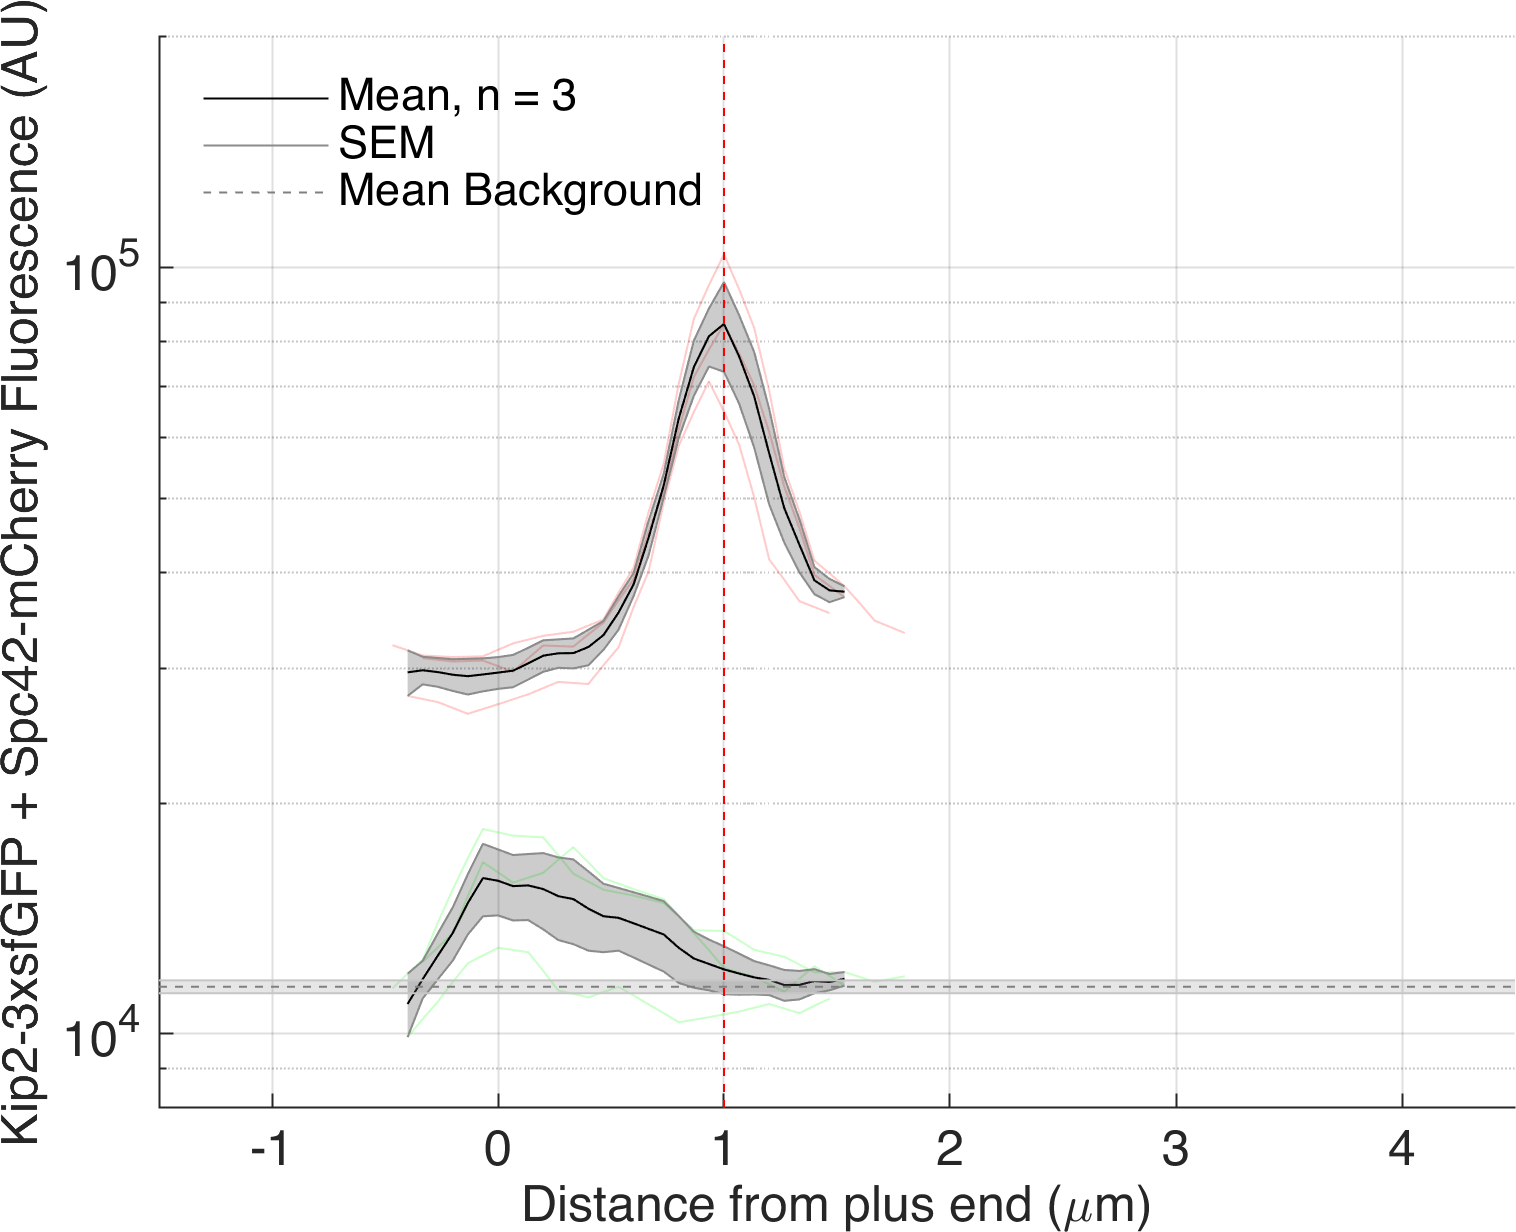 Kip2-3xsfGFP + Spc42-mCherry Fluorescence (AU)
Mean, n = 3
SEM
Mean Background
10^5
10^4
-1 0 1 2 3 4
Distance from plus end (μm)